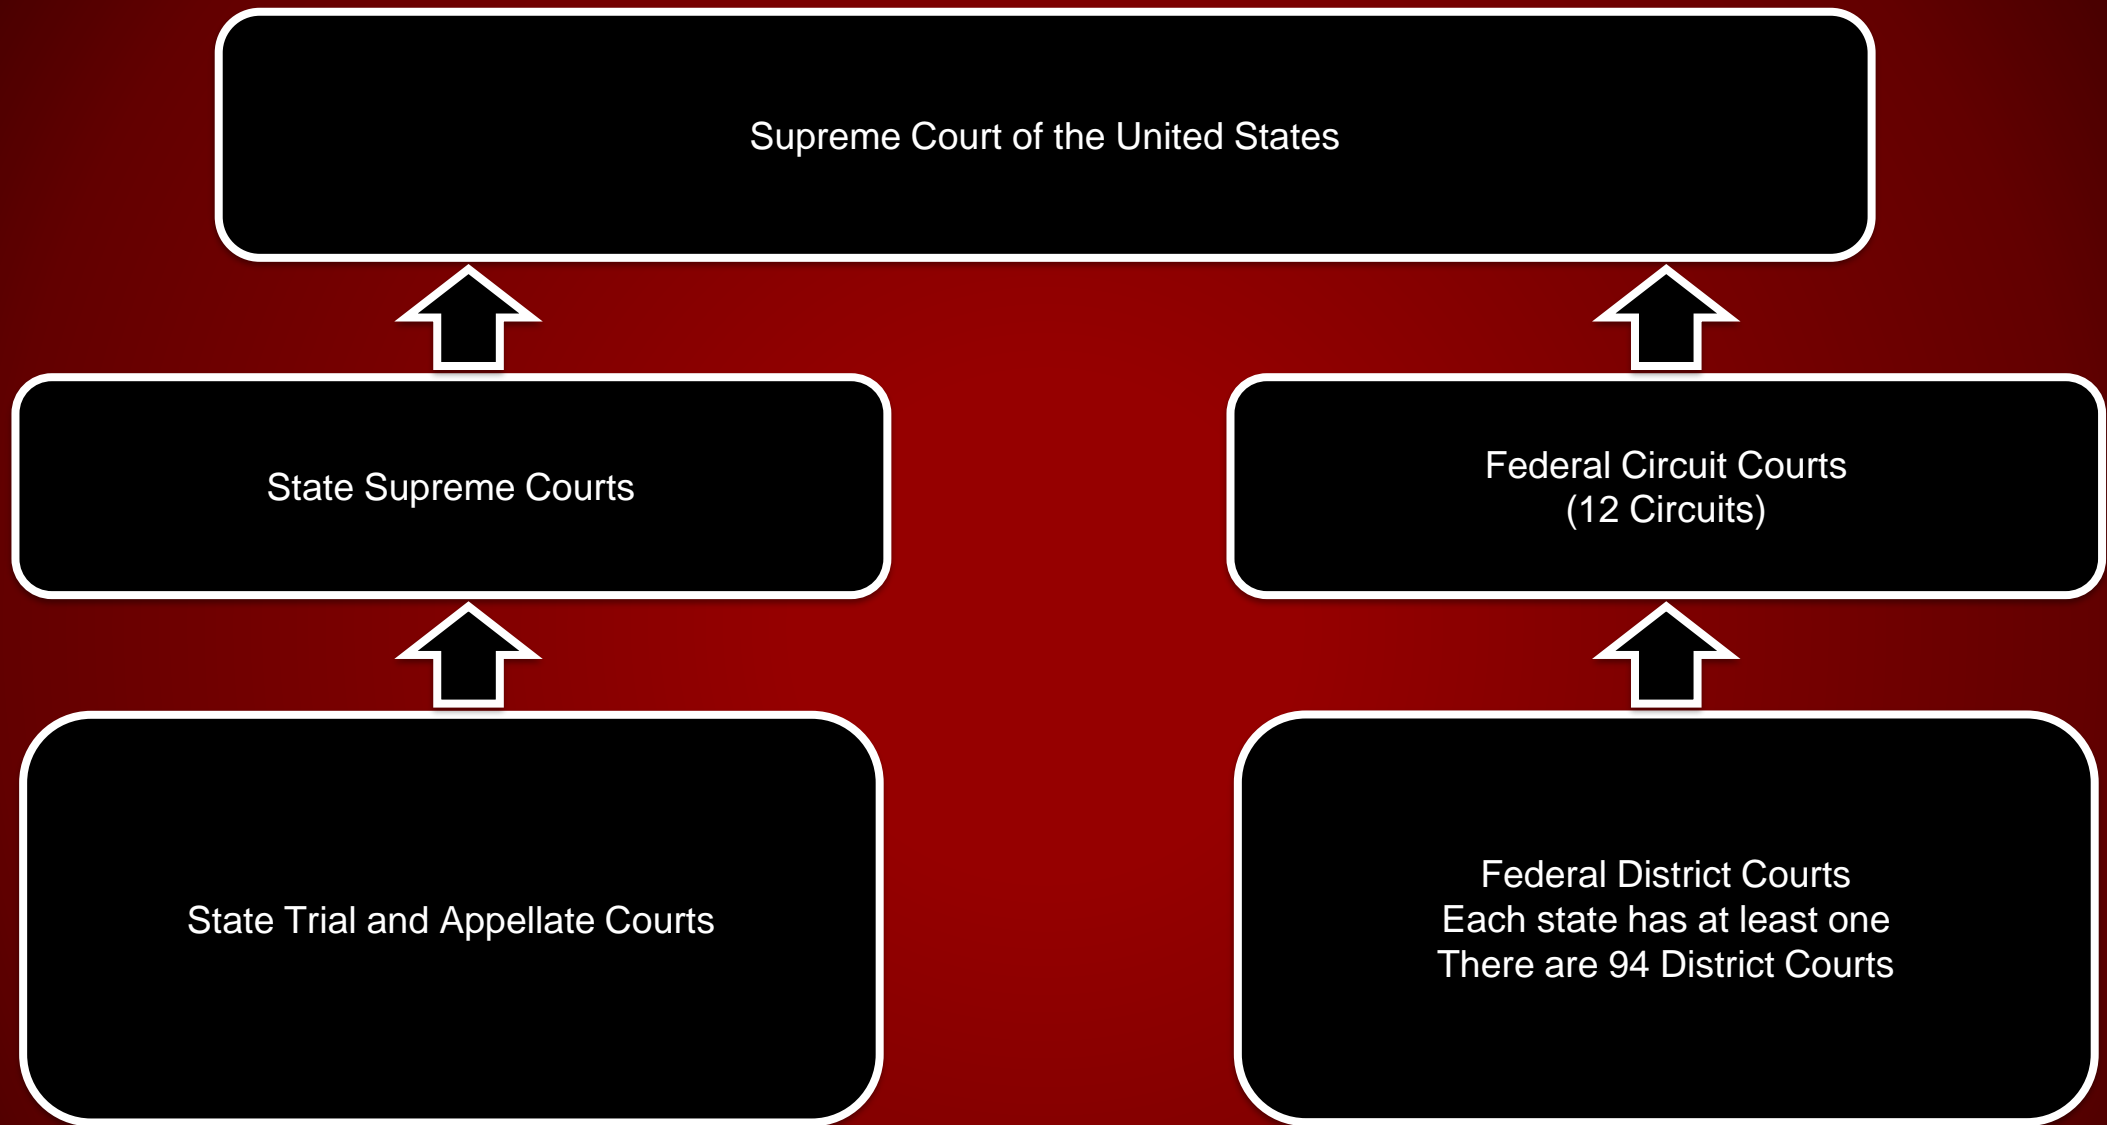 Supreme Court of the United States
State Supreme Courts
Federal Circuit Courts
(12 Circuits)
State Trial and Appellate Courts
Federal District Courts
Each state has at least one
There are 94 District Courts